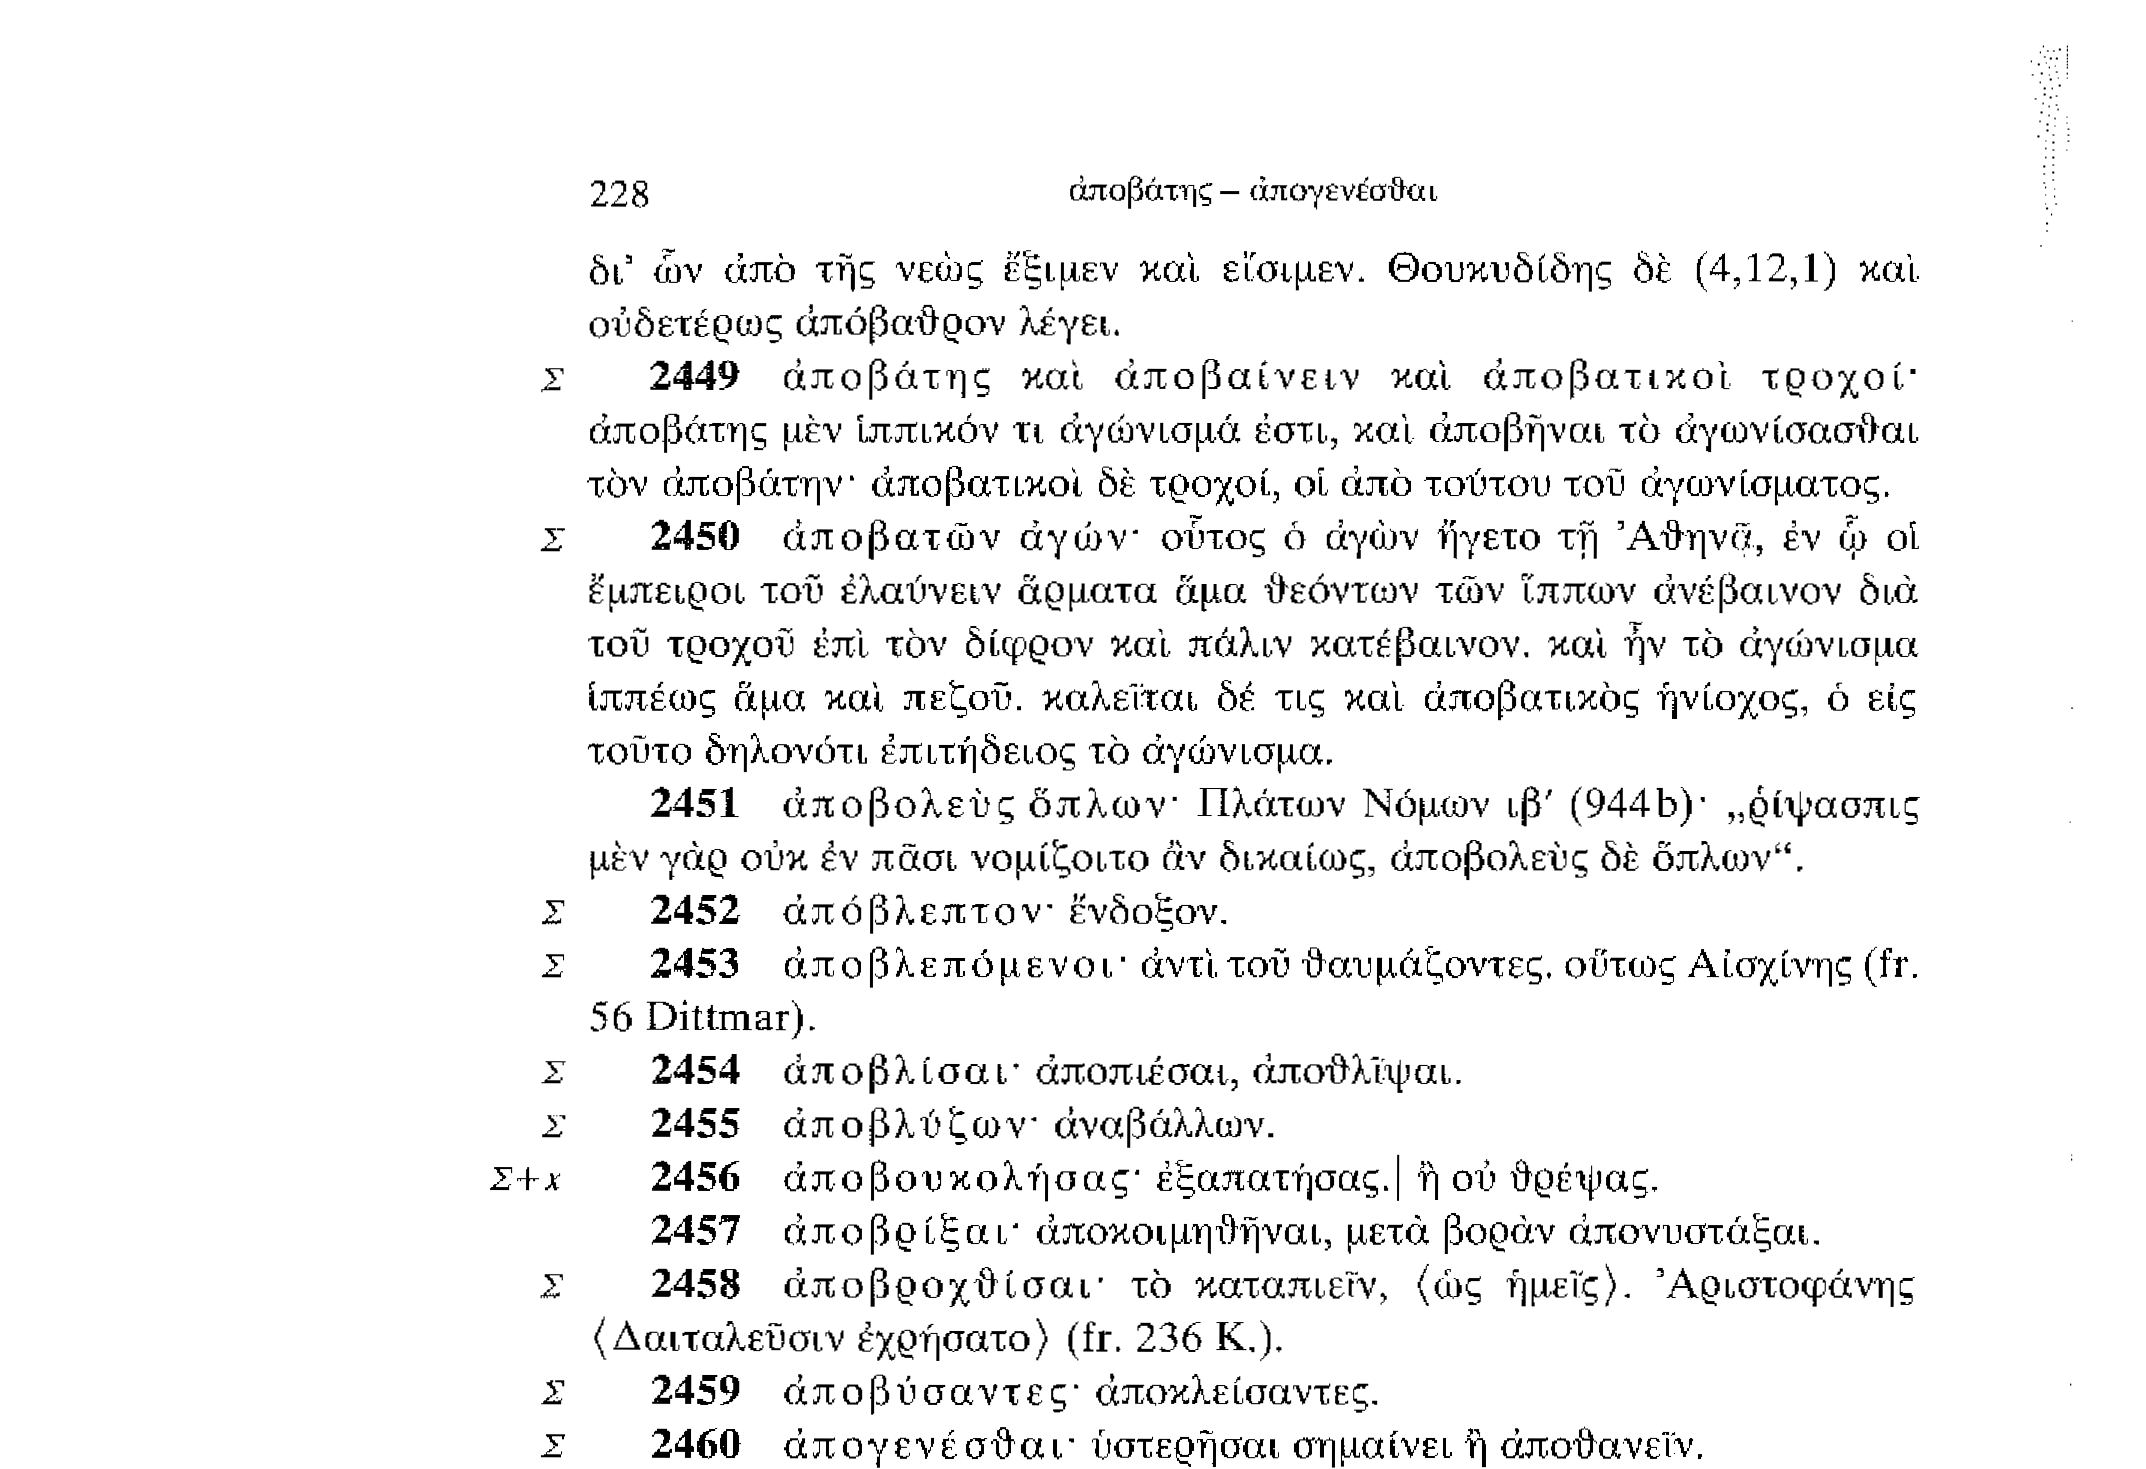 228 ἀποβάτης – ἀπογενέσθαι
δι’ ὧν ἀπὸ τῆς νεὼς ἔξιμεν καὶ εἴσιμεν. Θουκυδίδης δὲ (4,12,1) καὶ
οὐδετέρως ἀπόβαθρον λέγει.
Σ 2449 ἀποβάτης καὶ ἀποβαίνειν καὶ ἀποβατικοὶ τροχοί·
ἀποβάτης μὲν ἱππικόν τι ἀγώνισμά ἐστι, καὶ ἀποβῆναι τὸ ἀγωνίσασθαι
τὸν ἀποβάτην· ἀποβατικοὶ δὲ τροχοί, οἱ ἀπὸ τούτου τοῦ ἀγωνίσματος.
Σ 2450 ἀποβατῶν ἀγών· οὗτος ὁ ἀγὼν ἤγετο τῇ Ἀθηνᾷ, ἐν ᾧ οἱ
ἔμπειροι τοῦ ἐλαύνειν ἅρματα ἅμα θεόντων τῶν ἵππων ἀνέβαινον διὰ
τοῦ τροχοῦ ἐπὶ τὸν δίφρον καὶ πάλιν κατέβαινον. καὶ ἦν τὸ ἀγώνισμα
ἱππέως ἅμα καὶ πεζοῦ. καλεῖται δέ τις καὶ ἀποβατικὸς ἡνίοχος, ὁ εἰς
τοῦτο δηλονότι ἐπιτήδειος τὸ ἀγώνισμα.
2451 ἀποβολεὺς ὅπλων· Πλάτων Νόμων ιβ′ (944b)· „ῥίψασπις
μὲν γὰρ οὐκ ἐν πᾶσι νομίζοιτο ἂν δικαίως, ἀποβολεὺς δὲ ὅπλων“.
Σ 2452 ἀπόβλεπτον· ἔνδοξον.
Σ 2453 ἀποβλεπόμενοι· ἀντὶ τοῦ θαυμάζοντες. οὕτως Αἰσχίνης (fr.
56 Dittmar).
Σ 2454 ἀποβλίσαι· ἀποπιέσαι, ἀποθλῖψαι.
Σ 2455 ἀποβλύζων· ἀναβάλλων.
Σ+x 2456 ἀποβουκολήσας· ἐξαπατήσας.| ἢ οὐ θρέψας.
2457 ἀποβρίξαι· ἀποκοιμηθῆναι, μετὰ βορὰν ἀπονυστάξαι.
Σ 2458 ἀποβροχθίσαι· τὸ καταπιεῖν, ⟨ὡς ἡμεῖς⟩. Ἀριστοφάνης
⟨Δαιταλεῦσιν ἐχρήσατο⟩ (fr. 236 K.).
Σ 2459 ἀποβύσαντες· ἀποκλείσαντες.
Σ 2460 ἀπογενέσθαι· ὑστερῆσαι σημαίνει ἢ ἀποθανεῖν.